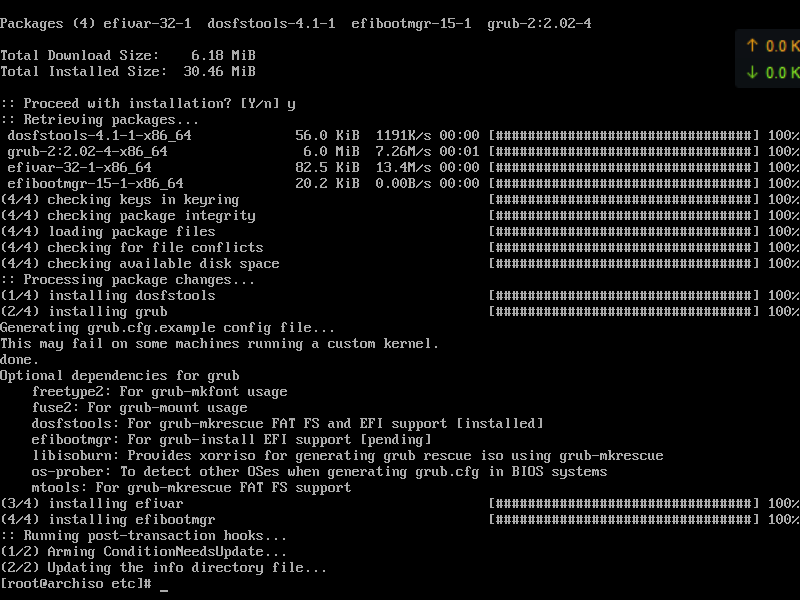 Packages (4) efivar-32-1  dosfstools-4.1-1  efibootmgr-15-1  grub-2:2.02-4
Total Download Size:    6.18 MiB
Total Installed Size:  30.46 MiB
↑ 0.0 K
↓ 0.0 K
:: Proceed with installation? [Y/n] y
:: Retrieving packages...
 dosfstools-4.1-1-x86_64             56.0 KiB  1191K/s 00:00 [################################] 100%
 grub-2:2.02-4-x86_64                 6.0 MiB  7.26M/s 00:01 [################################] 100%
 efivar-32-1-x86_64                  82.5 KiB  13.4M/s 00:00 [################################] 100%
 efibootmgr-15-1-x86_64              20.2 KiB  0.00B/s 00:00 [################################] 100%
(4/4) checking keys in keyring                               [################################] 100%
(4/4) checking package integrity                             [################################] 100%
(4/4) loading package files                                  [################################] 100%
(4/4) checking for file conflicts                            [################################] 100%
(4/4) checking available disk space                          [################################] 100%
:: Processing package changes...
(1/4) installing dosfstools                                  [################################] 100%
(2/4) installing grub                                        [################################] 100%
Generating grub.cfg.example config file...
This may fail on some machines running a custom kernel.
done.
Optional dependencies for grub
    freetype2: For grub-mkfont usage
    fuse2: For grub-mount usage
    dosfstools: For grub-mkrescue FAT FS and EFI support [installed]
    efibootmgr: For grub-install EFI support [pending]
    libisoburn: Provides xorriso for generating grub rescue iso using grub-mkrescue
    os-prober: To detect other OSes when generating grub.cfg in BIOS systems
    mtools: For grub-mkrescue FAT FS support
(3/4) installing efivar                                      [################################] 100%
(4/4) installing efibootmgr                                  [################################] 100%
:: Running post-transaction hooks...
(1/2) Arming ConditionNeedsUpdate...
(2/2) Updating the info directory file...
[root@archiso etc]# _